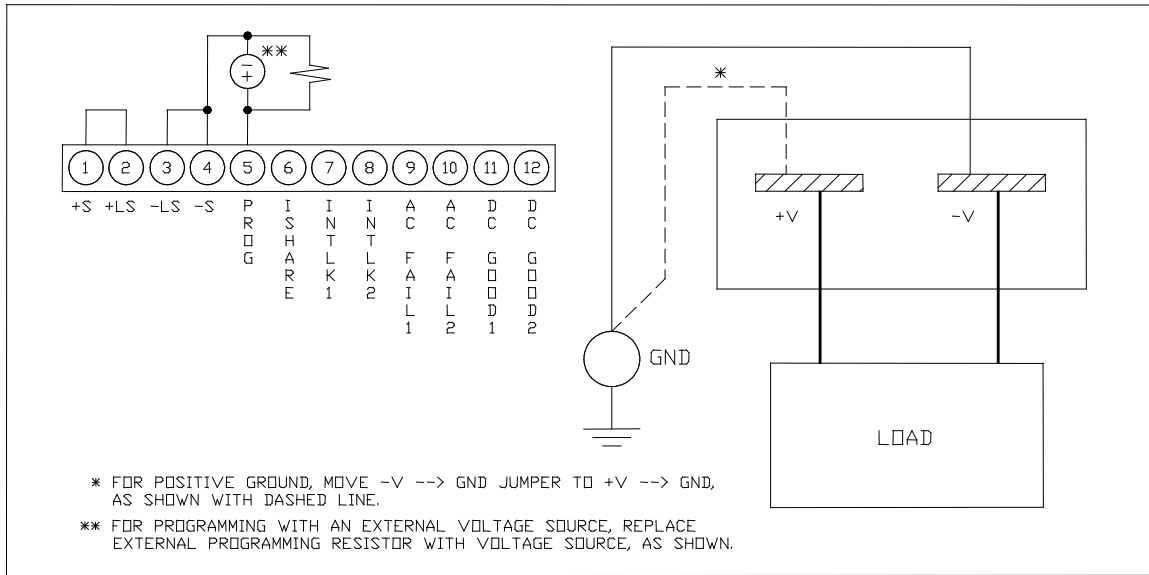 **
*
1 2 3 4 5 6 7 8 9 10 11 12
+S +LS -LS -S PROG ISHARE INTLK1 INTLK2 AC FAIL1 AC FAIL2 DC GOOD1 DC GOOD2
+V
-V
GND
LOAD
* FOR POSITIVE GROUND, MOVE -V --> GND JUMPER TO +V --> GND,
AS SHOWN WITH DASHED LINE.
** FOR PROGRAMMING WITH AN EXTERNAL VOLTAGE SOURCE, REPLACE
EXTERNAL PROGRAMMING RESISTOR WITH VOLTAGE SOURCE, AS SHOWN.